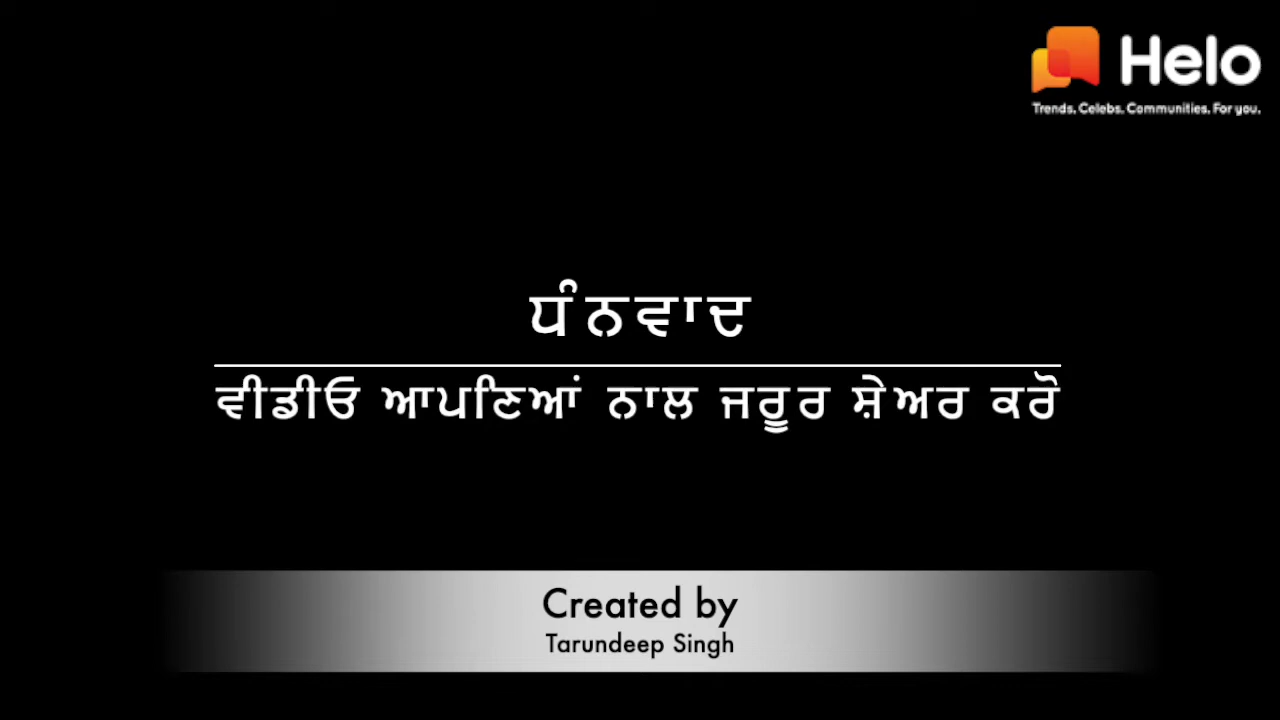 Helo
Trends. Celebs. Communities. For you.
ਧੰਨਵਾਦ
ਵੀਡੀਓ ਆਪਣਿਆਂ ਨਾਲ ਜਰੂਰ ਸ਼ੇਅਰ ਕਰੋ
Created by
Tarundeep Singh